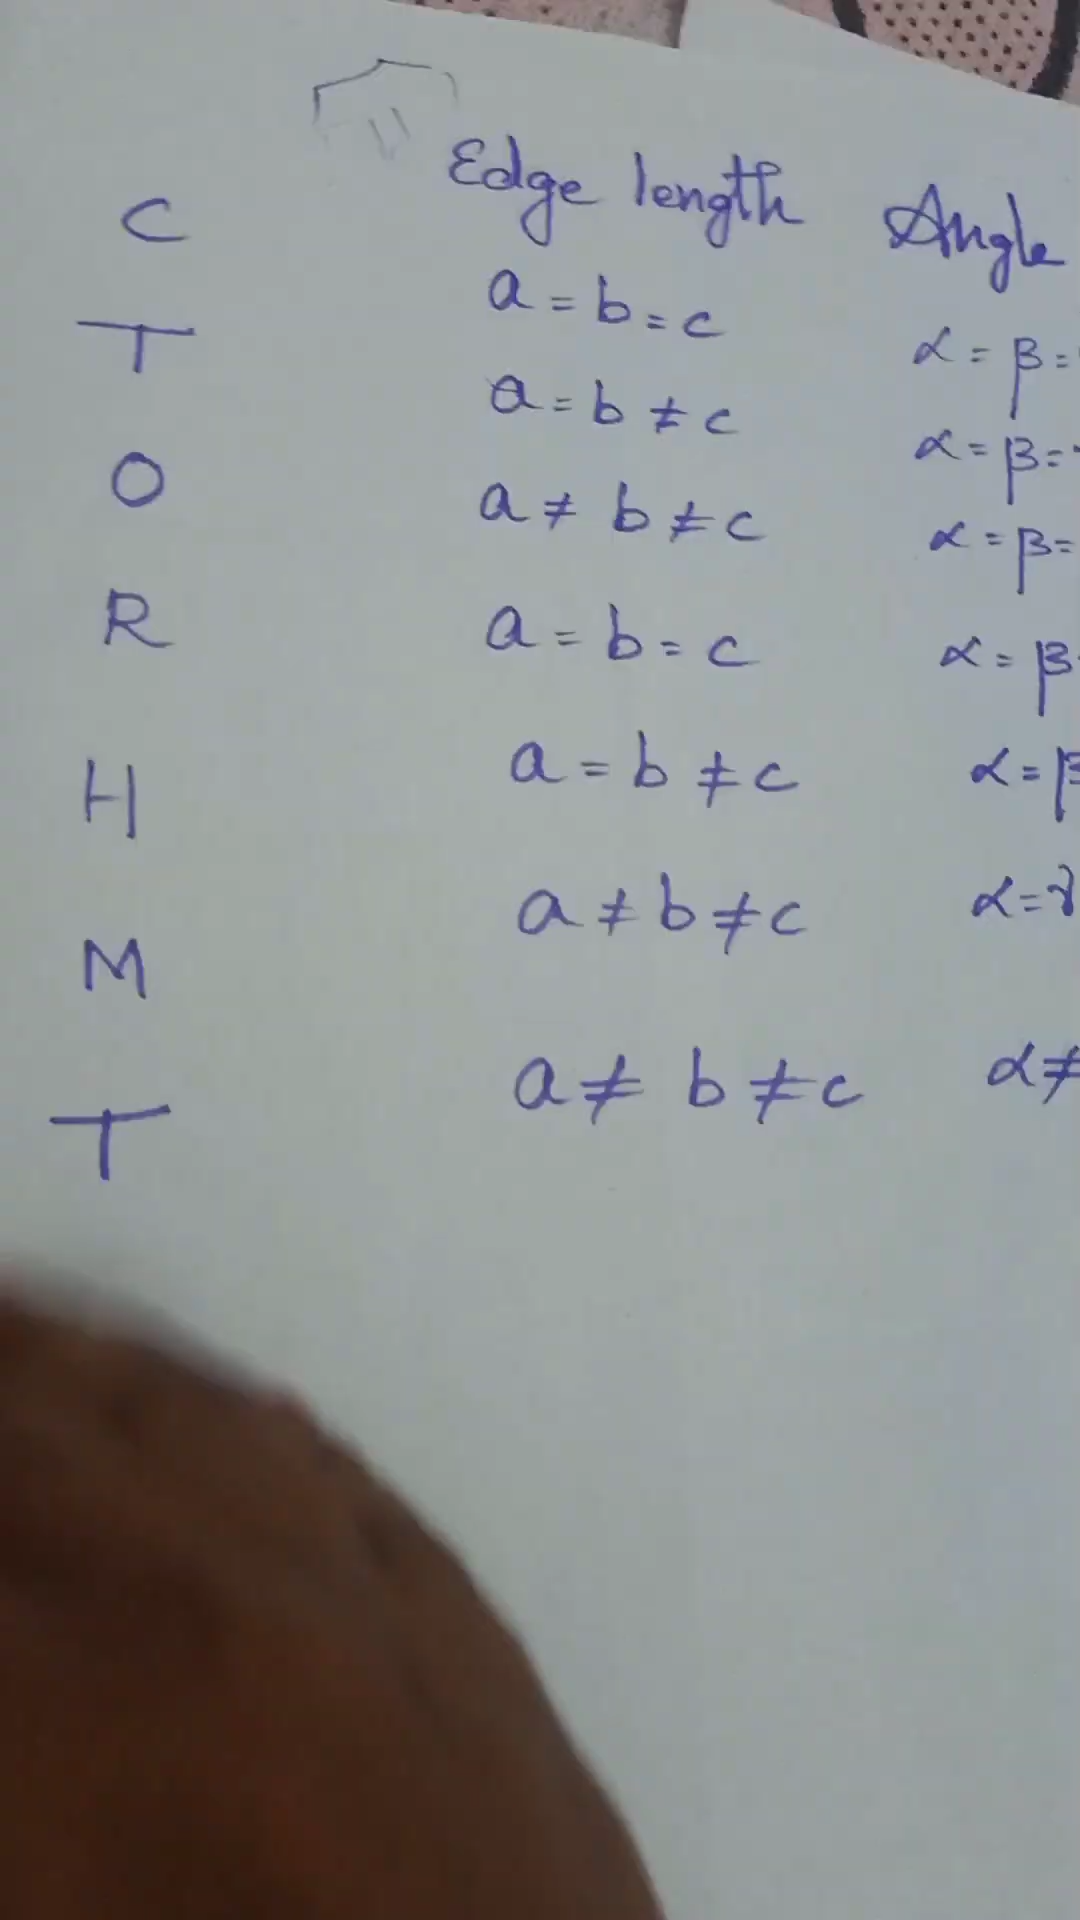 Edge length Angle
C a = b = c α = β =
T a = b ≠ c α = β =
O a ≠ b ≠ c α = β =
R a = b = c α = β
H a = b ≠ c α = β
M a ≠ b ≠ c α = γ
T a ≠ b ≠ c α ≠